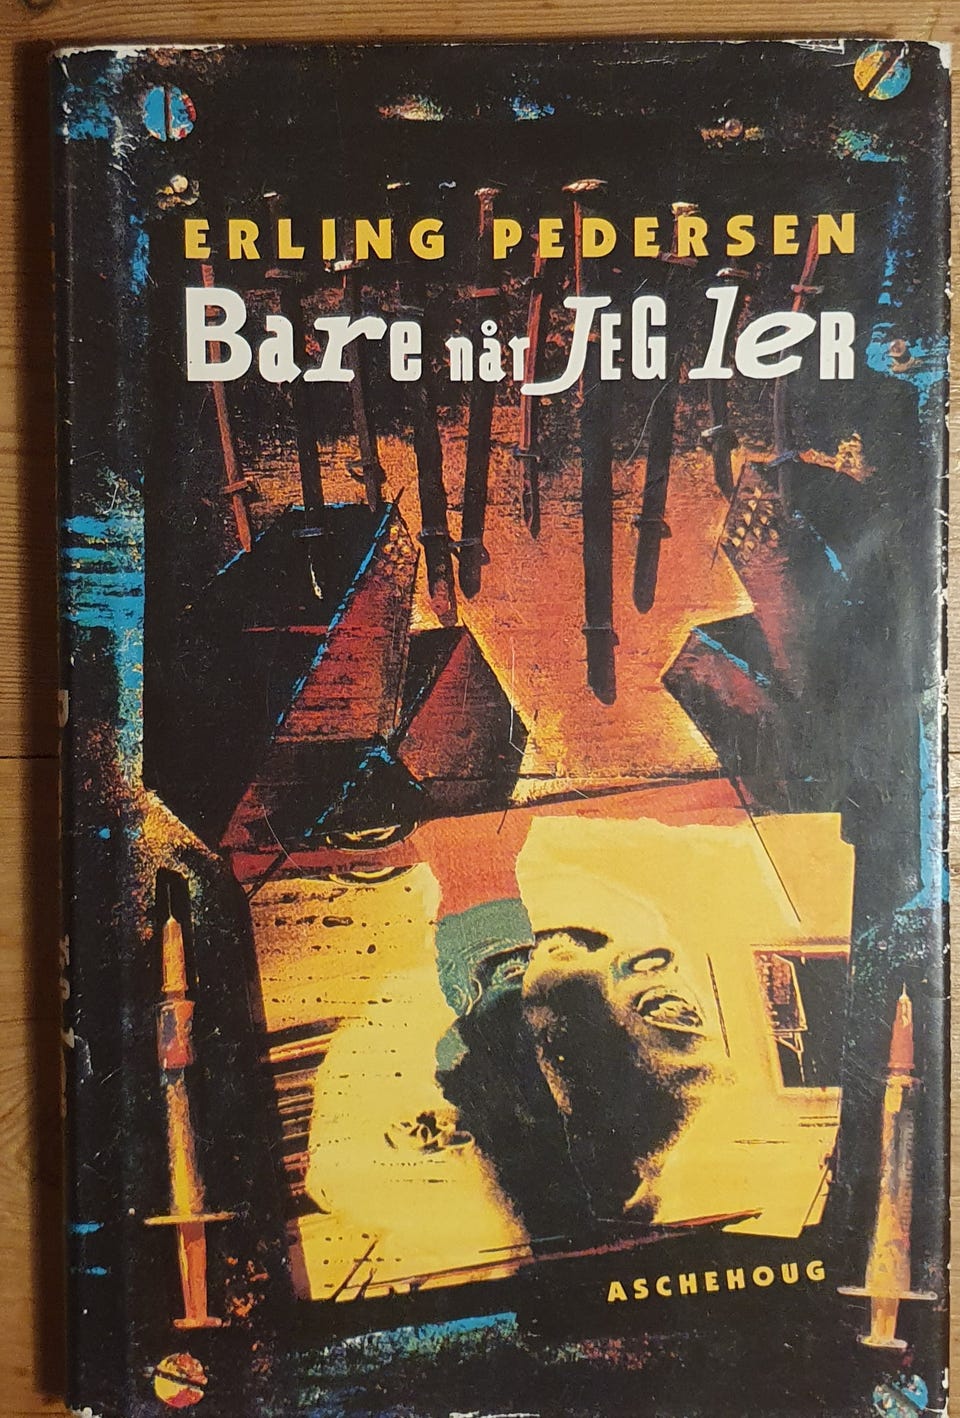 ERLING PEDERSEN
Bare når JEG leR
ASCHEHOUG